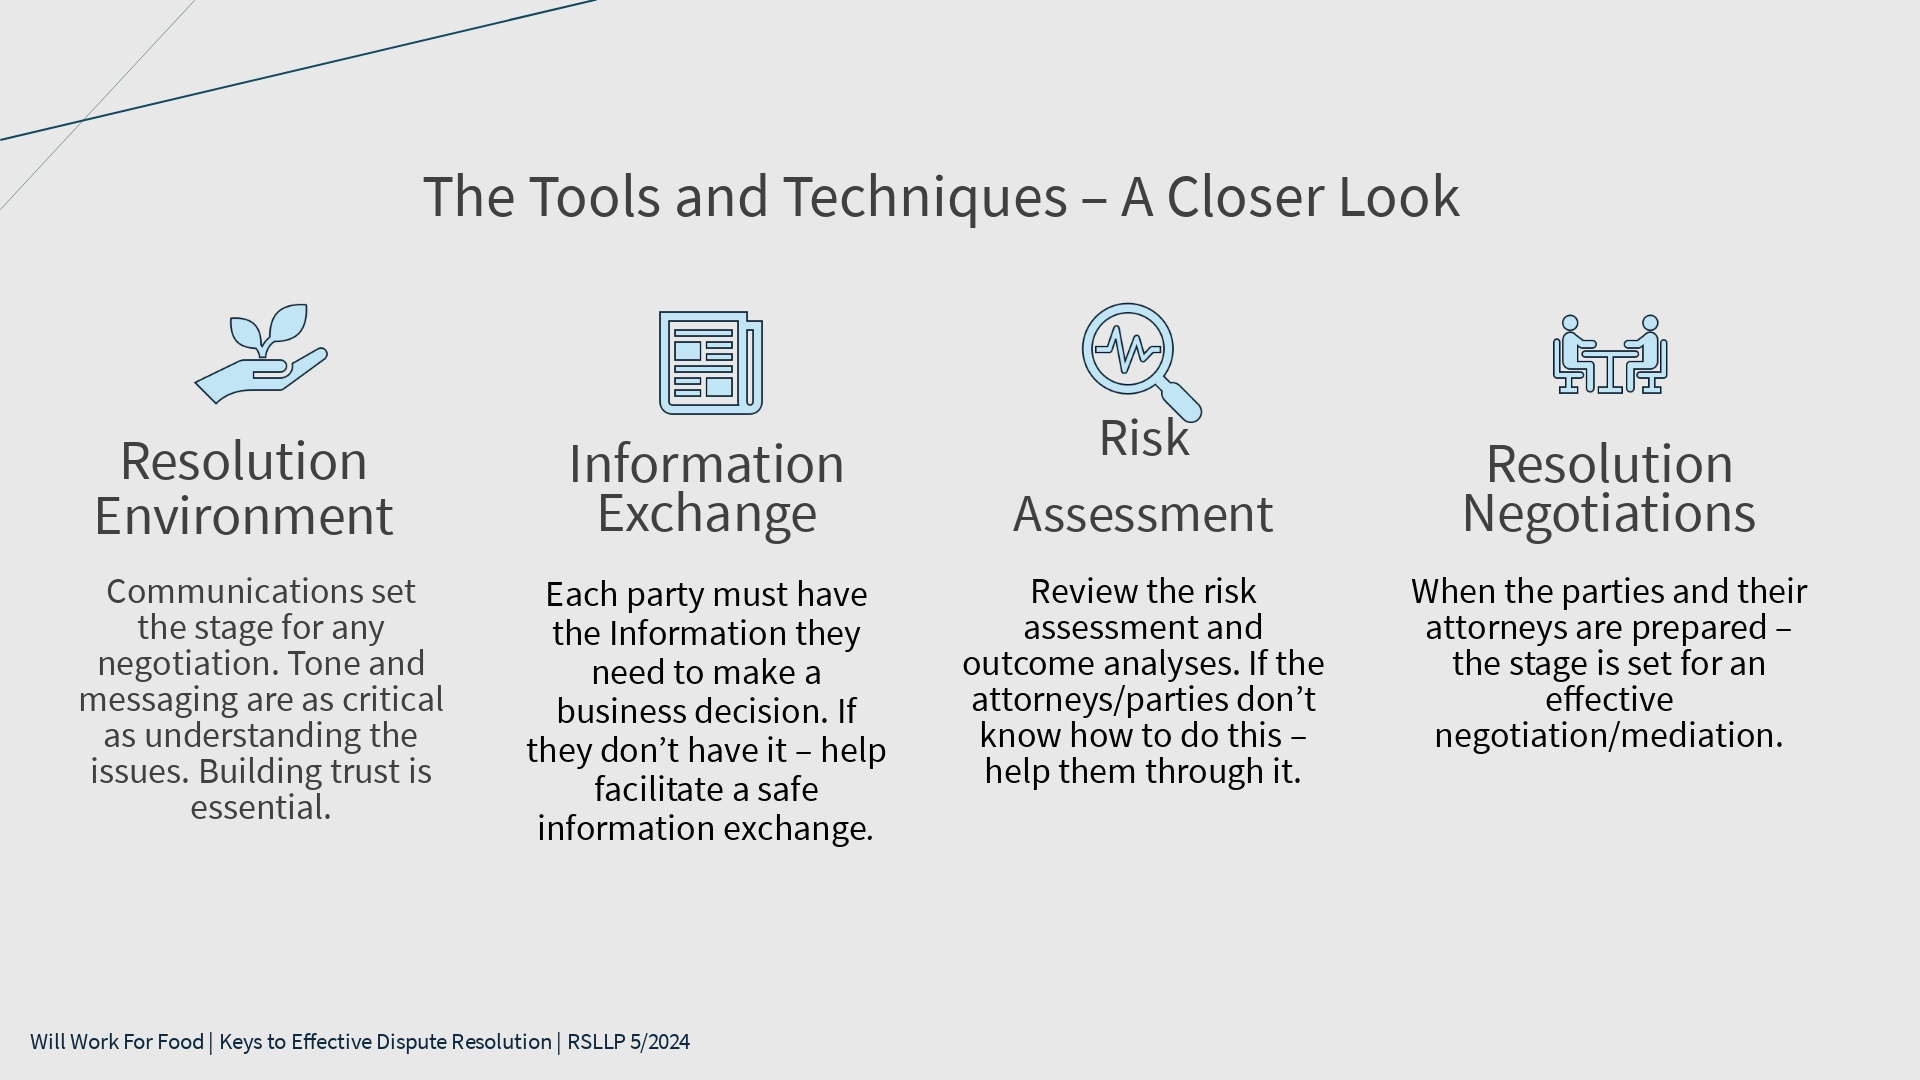 The Tools and Techniques – A Closer Look
Resolution
Environment
Communications set
the stage for any
negotiation. Tone and
messaging are as critical
as understanding the
issues. Building trust is
essential.
Information
Exchange
Each party must have
the Information they
need to make a
business decision. If
they don’t have it – help
facilitate a safe
information exchange.
Risk
Assessment
Review the risk
assessment and
outcome analyses. If the
attorneys/parties don’t
know how to do this –
help them through it.
Resolution
Negotiations
When the parties and their
attorneys are prepared –
the stage is set for an
effective
negotiation/mediation.
Will Work For Food | Keys to Effective Dispute Resolution | RSLLP 5/2024